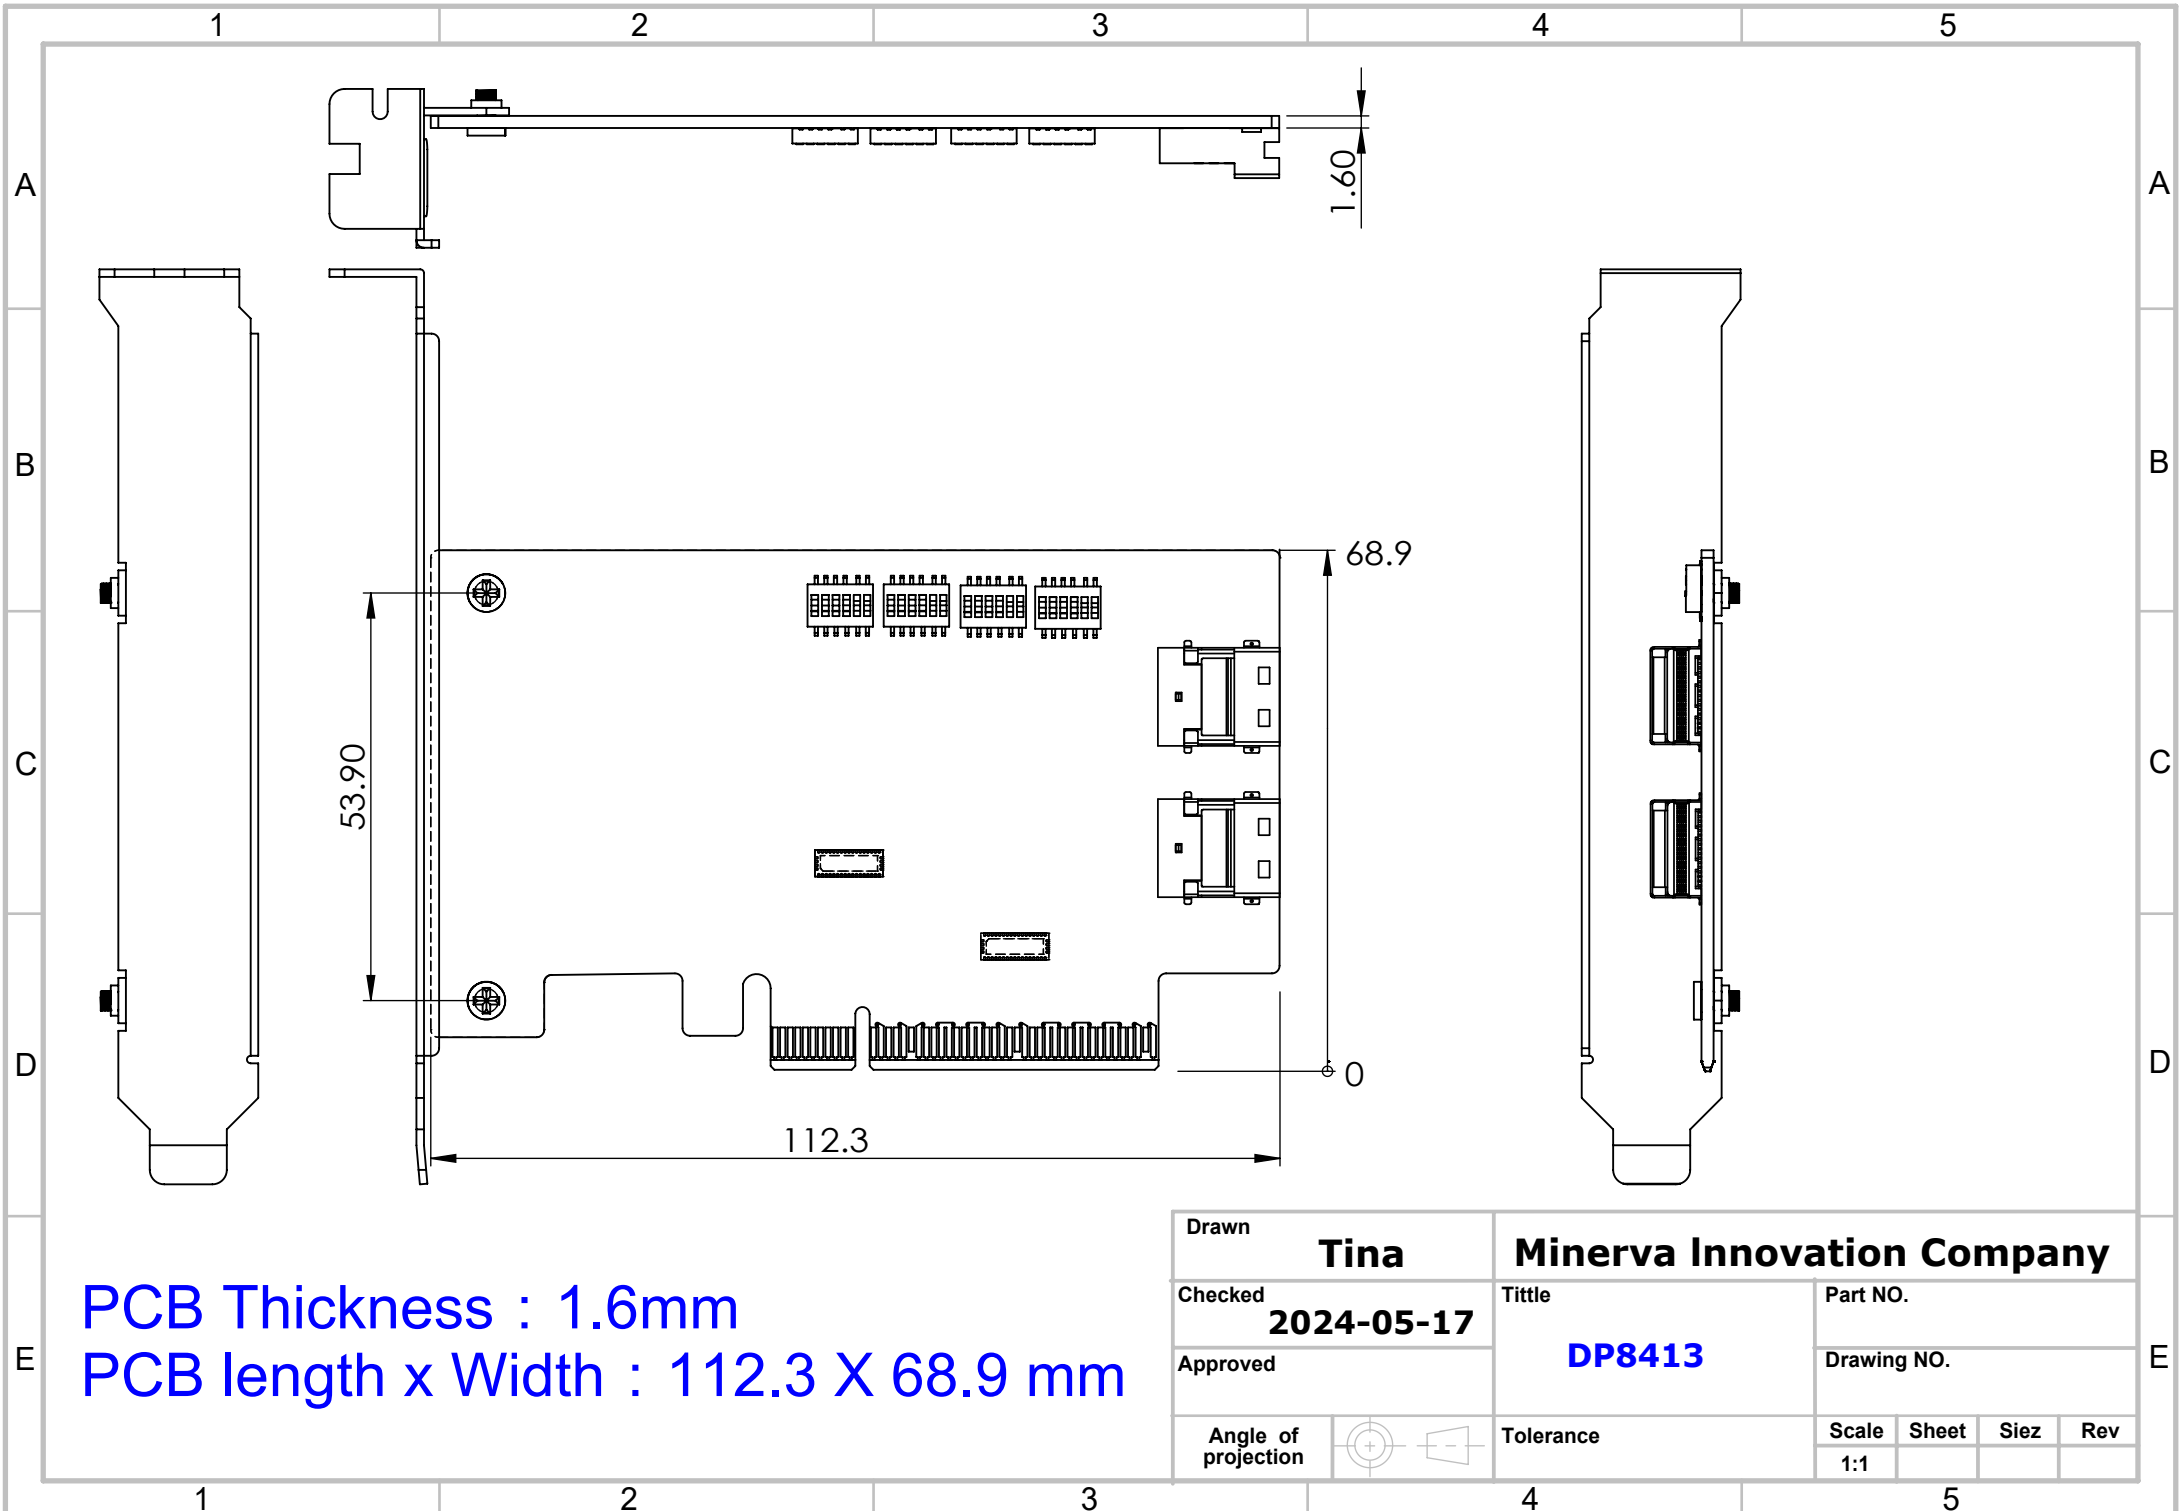 1 2 3 4 5
A A
B B
C C
D D
E E
1.60
68.9
53.90
0
112.3
PCB Thickness : 1.6mm
PCB length x Width : 112.3 X 68.9 mm
Drawn
Tina
Minerva Innovation Company
Checked
2024-05-17
Tittle
DP8413
Part NO.
Approved
Drawing NO.
Angle of
projection
Tolerance
Scale Sheet Siez Rev
1:1
1 2 3 4 5